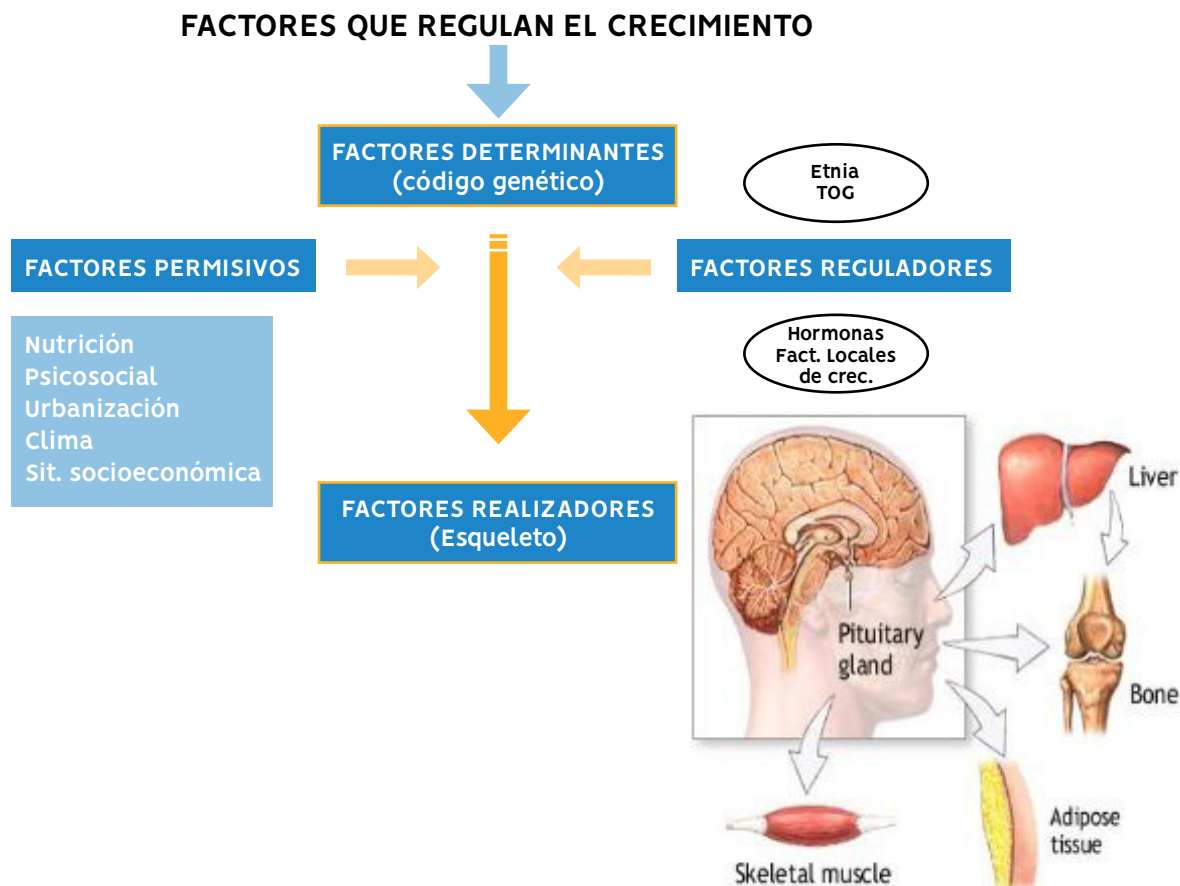 FACTORES QUE REGULAN EL CRECIMIENTO
FACTORES DETERMINANTES
(código genético)
Etnia
TOG
FACTORES PERMISIVOS
FACTORES REGULADORES
Nutrición
Psicosocial
Urbanización
Clima
Sit. socioeconómica
Hormonas
Fact. Locales
de crec.
FACTORES REALIZADORES
(Esqueleto)
Liver
Pituitary
gland
Bone
Adipose
tissue
Skeletal muscle